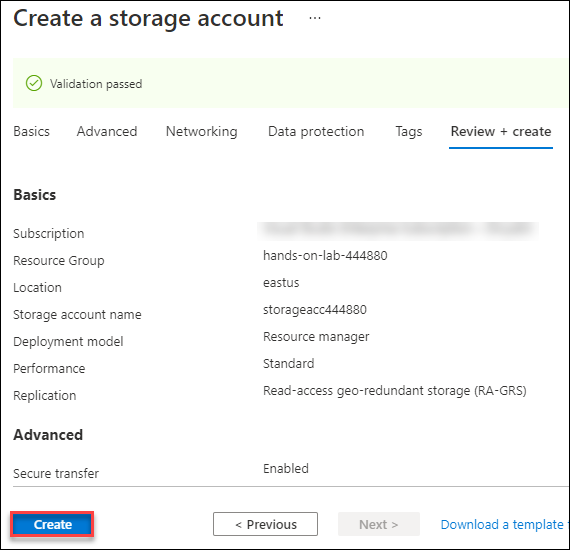 Create a storage account ...
Validation passed
Basics Advanced Networking Data protection Tags Review + create
Basics
Subscription
Resource Group hands-on-lab-444880
Location eastus
Storage account name storageacc444880
Deployment model Resource manager
Performance Standard
Replication Read-access geo-redundant storage (RA-GRS)
Advanced
Secure transfer Enabled
Create < Previous Next > Download a template